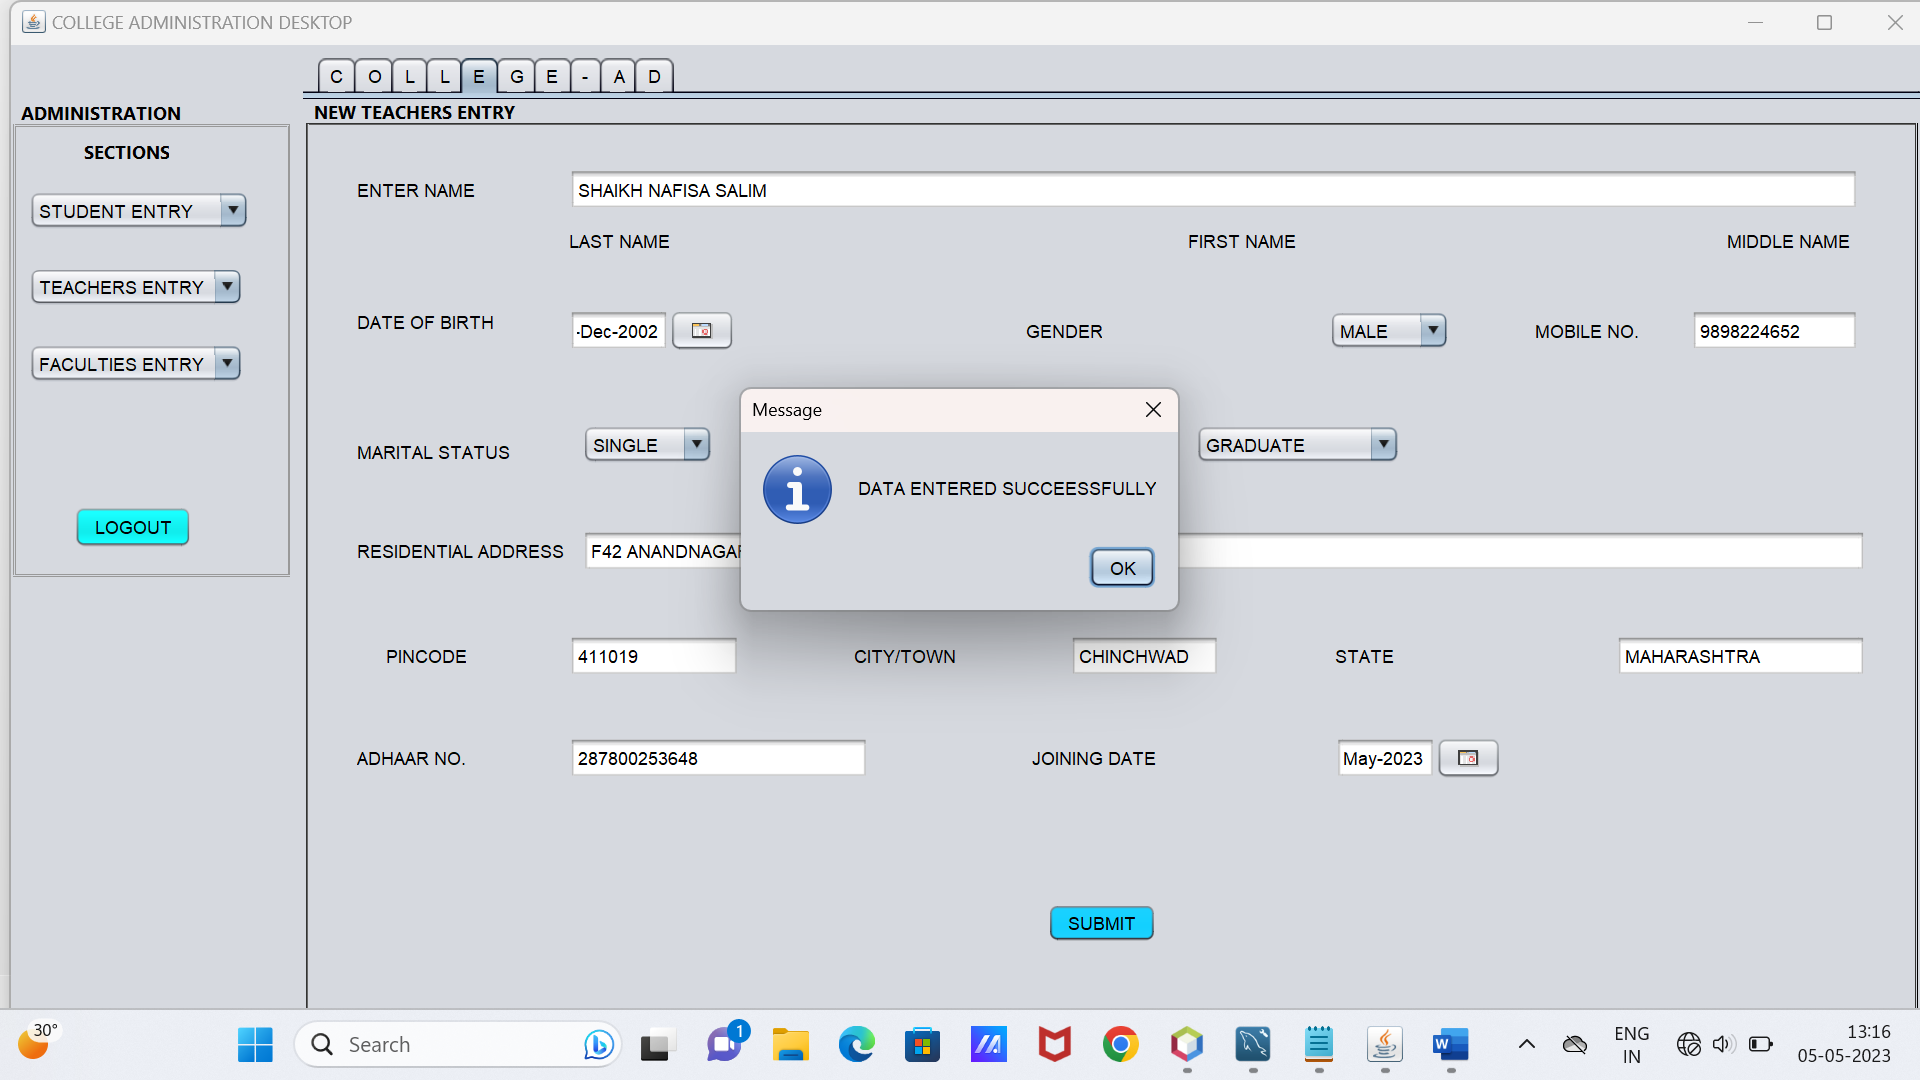 COLLEGE ADMINISTRATION DESKTOP
C O L L E G E - A D
ADMINISTRATION
NEW TEACHERS ENTRY
SECTIONS
ENTER NAME SHAIKH NAFISA SALIM
STUDENT ENTRY
LAST NAME FIRST NAME MIDDLE NAME
TEACHERS ENTRY
DATE OF BIRTH -Dec-2002 GENDER MALE MOBILE NO. 9898224652
FACULTIES ENTRY
Message
MARITAL STATUS SINGLE GRADUATE
DATA ENTERED SUCCEESSFULLY
LOGOUT
RESIDENTIAL ADDRESS F42 ANANDNAGAR
OK
PINCODE 411019 CITY/TOWN CHINCHWAD STATE MAHARASHTRA
ADHAAR NO. 287800253648 JOINING DATE May-2023
SUBMIT
30°
Search
1
W
ENG
IN
13:16
05-05-2023